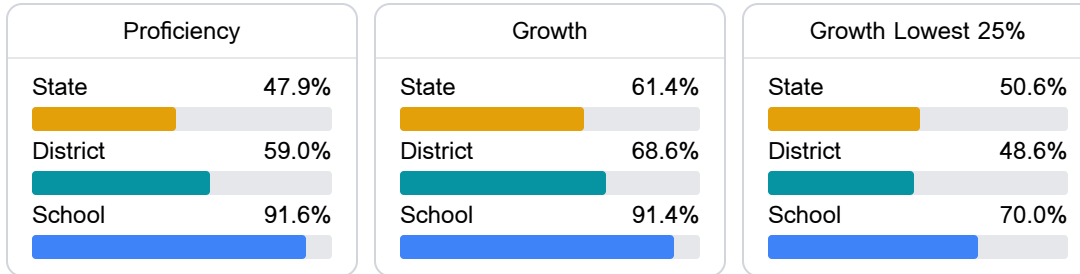 Proficiency
State 47.9%
District 59.0%
School 91.6%
Growth
State 61.4%
District 68.6%
School 91.4%
Growth Lowest 25%
State 50.6%
District 48.6%
School 70.0%